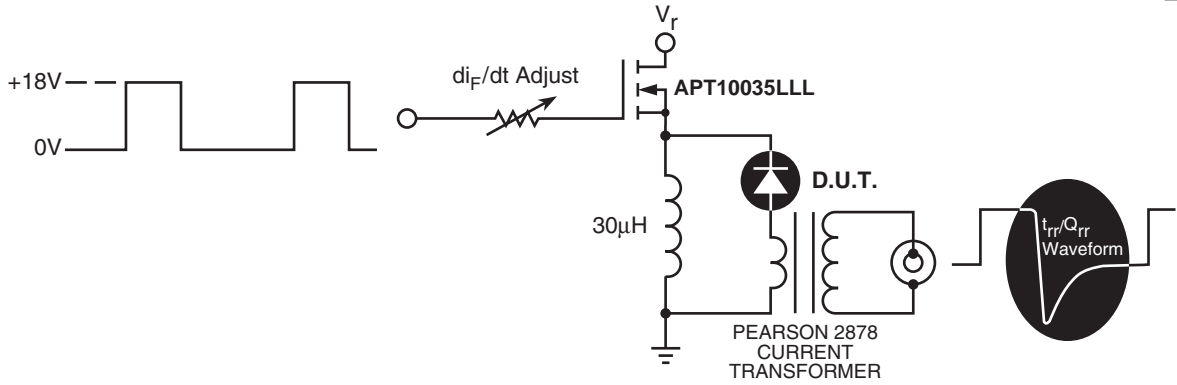 V_r
+18V
0V
di_F/dt Adjust
APT10035LLL
D.U.T.
30μH
t_rr/Q_rr
Waveform
PEARSON 2878
CURRENT
TRANSFORMER